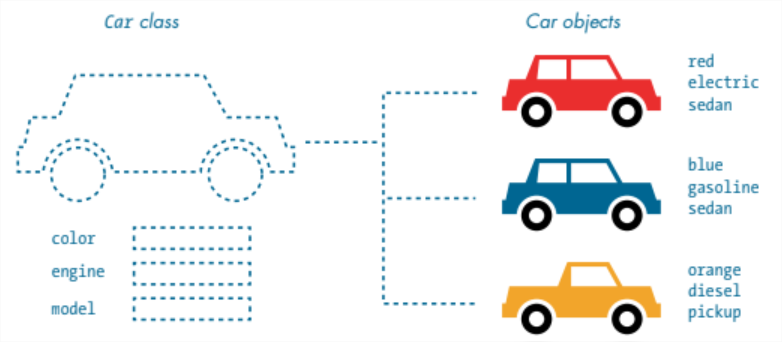 Car class
Car objects
color
engine
model
red
electric
sedan
blue
gasoline
sedan
orange
diesel
pickup